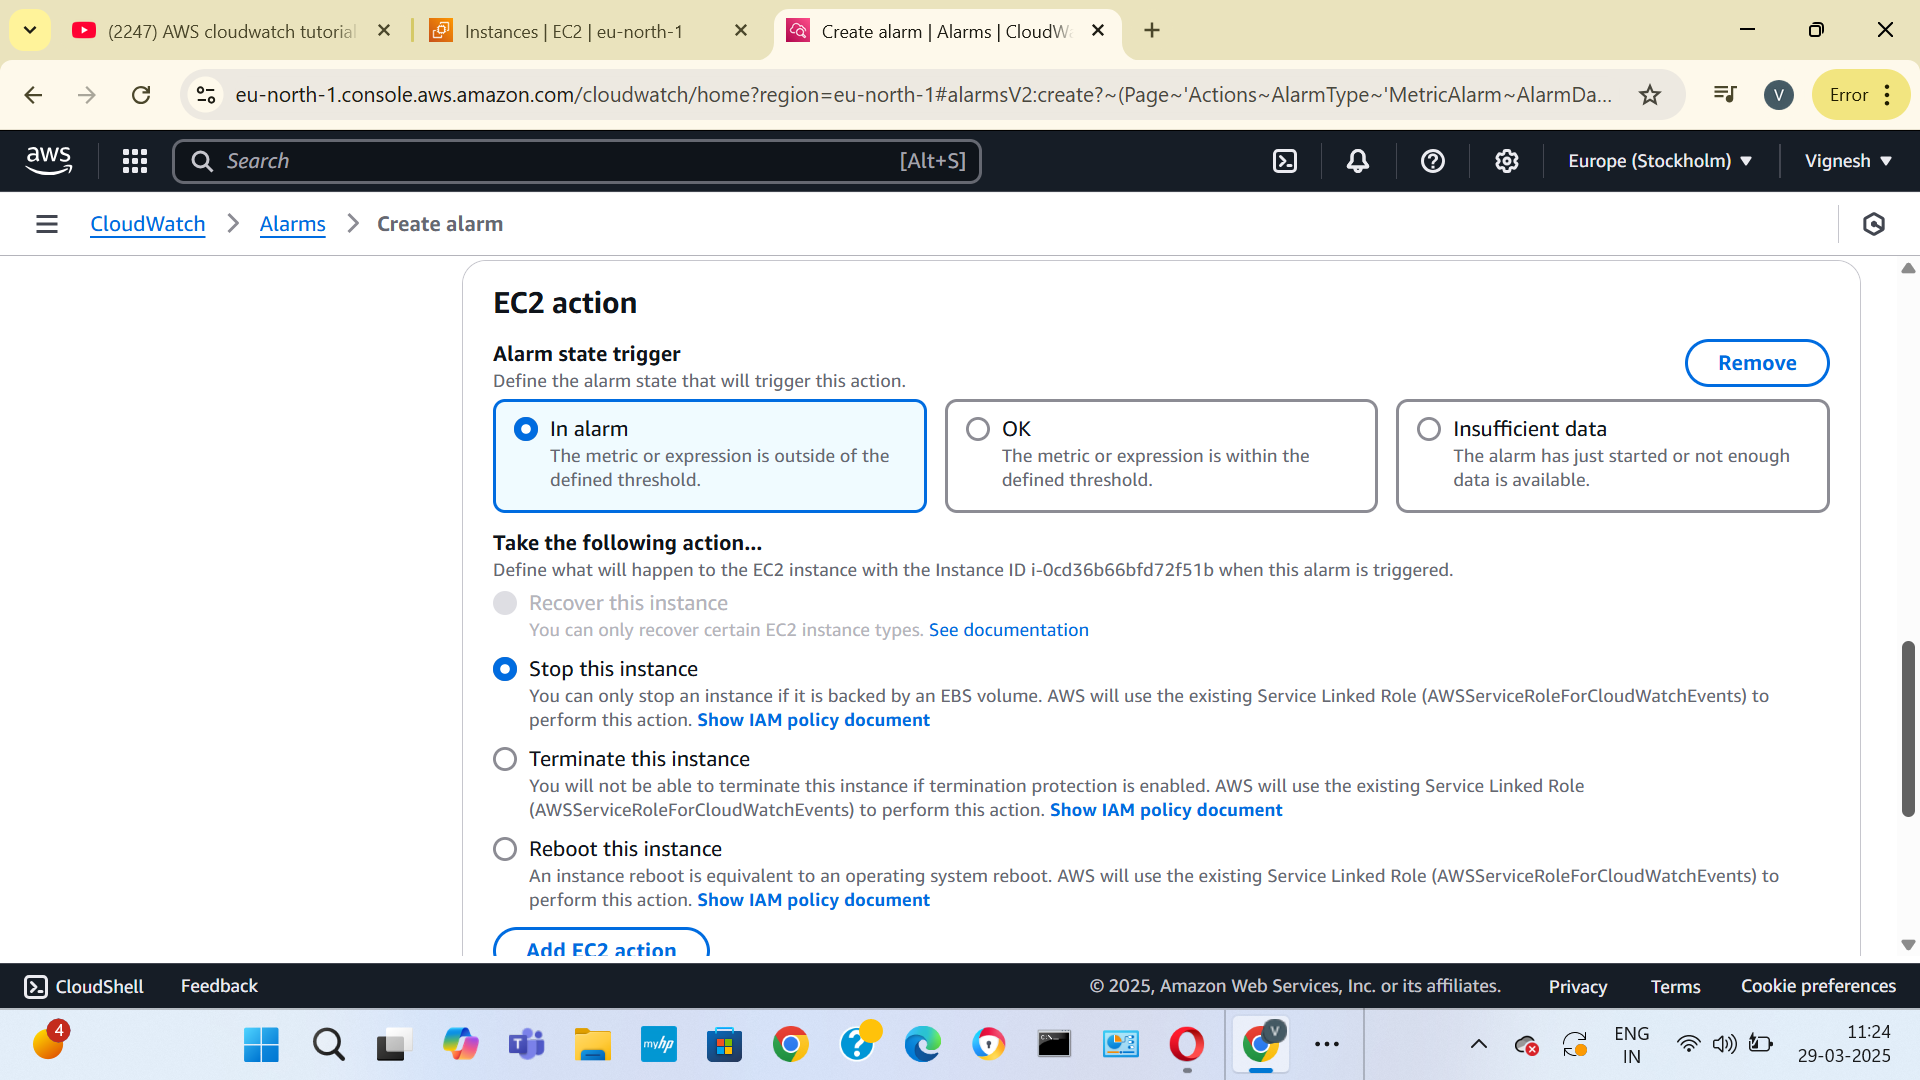 (2247) AWS cloudwatch tutorial
Instances | EC2 | eu-north-1
Create alarm | Alarms | CloudWa
eu-north-1.console.aws.amazon.com/cloudwatch/home?region=eu-north-1#alarmsV2:create?~(Page~'Actions~AlarmType~'MetricAlarm~AlarmDa...
V
Error
aws
Search
[Alt+S]
Europe (Stockholm)
Vignesh
CloudWatch
Alarms
Create alarm
EC2 action
Alarm state trigger
Define the alarm state that will trigger this action.
Remove
In alarm
The metric or expression is outside of the
defined threshold.
OK
The metric or expression is within the
defined threshold.
Insufficient data
The alarm has just started or not enough
data is available.
Take the following action...
Define what will happen to the EC2 instance with the Instance ID i-0cd36b66bfd72f51b when this alarm is triggered.
Recover this instance
You can only recover certain EC2 instance types. See documentation
Stop this instance
You can only stop an instance if it is backed by an EBS volume. AWS will use the existing Service Linked Role (AWSServiceRoleForCloudWatchEvents) to
perform this action. Show IAM policy document
Terminate this instance
You will not be able to terminate this instance if termination protection is enabled. AWS will use the existing Service Linked Role
(AWSServiceRoleForCloudWatchEvents) to perform this action. Show IAM policy document
Reboot this instance
An instance reboot is equivalent to an operating system reboot. AWS will use the existing Service Linked Role (AWSServiceRoleForCloudWatchEvents) to
perform this action. Show IAM policy document
Add EC2 action
CloudShell
Feedback
© 2025, Amazon Web Services, Inc. or its affiliates.
Privacy
Terms
Cookie preferences
4
myhp
V
ENG
IN
11:24
29-03-2025